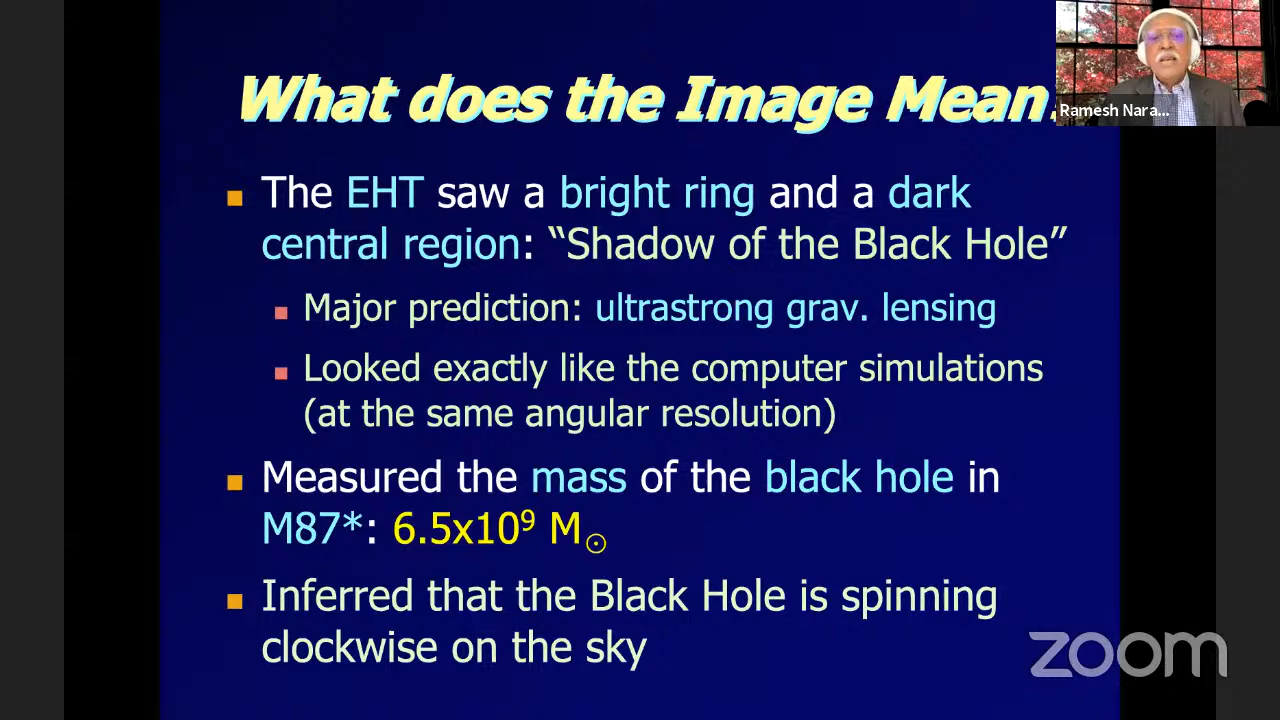 What does the Image Mean
Ramesh Nara...
The EHT saw a bright ring and a dark
central region: “Shadow of the Black Hole”
Major prediction: ultrastrong grav. lensing
Looked exactly like the computer simulations
(at the same angular resolution)
Measured the mass of the black hole in
M87*: 6.5x10⁹ M☉
Inferred that the Black Hole is spinning
clockwise on the sky
zoom